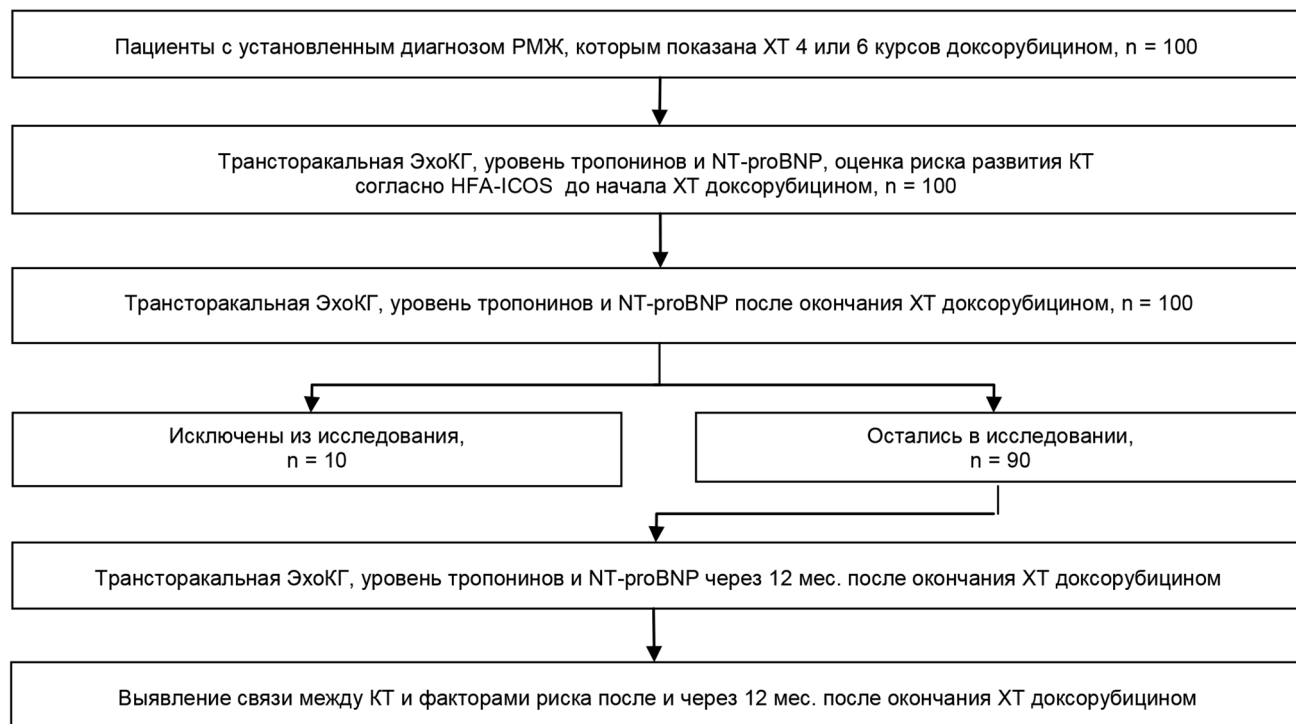 Пациенты с установленным диагнозом РМЖ, которым показана ХТ 4 или 6 курсов доксорубицином, n = 100
Трансторакальная ЭхоКГ, уровень тропонинов и NT-proBNP, оценка риска развития КТ
согласно HFA-ICOS до начала ХТ доксорубицином, n = 100
Трансторакальная ЭхоКГ, уровень тропонинов и NT-proBNP после окончания ХТ доксорубицином, n = 100
Исключены из исследования,
n = 10
Остались в исследовании,
n = 90
Трансторакальная ЭхоКГ, уровень тропонинов и NT-proBNP через 12 мес. после окончания ХТ доксорубицином
Выявление связи между КТ и факторами риска после и через 12 мес. после окончания ХТ доксорубицином